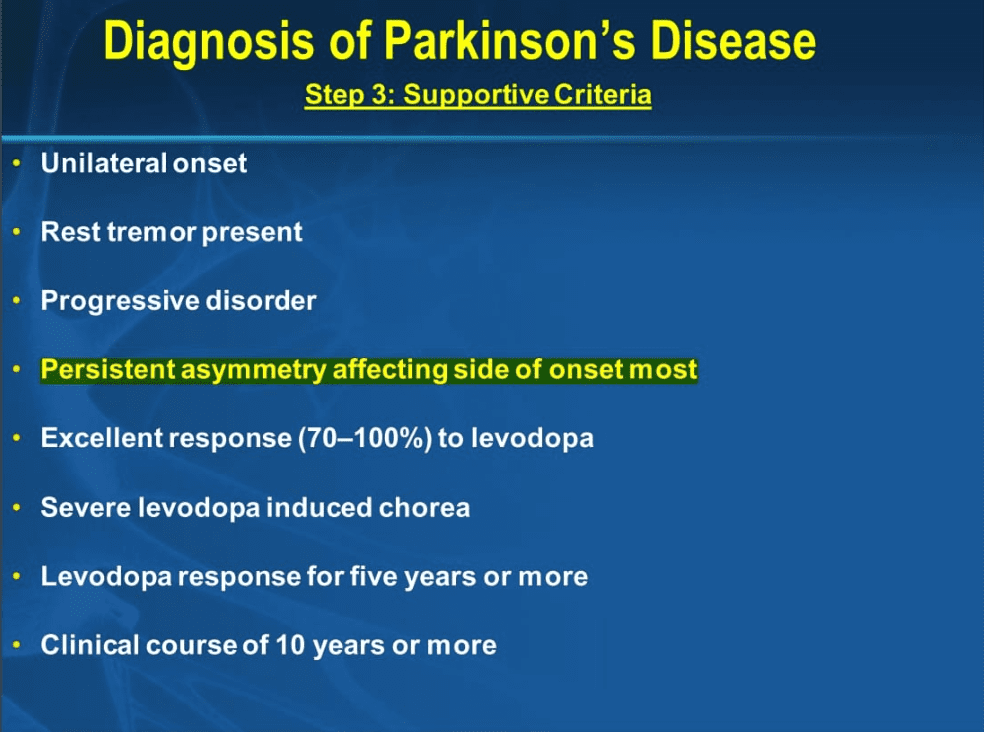 Diagnosis of Parkinson’s Disease
Step 3: Supportive Criteria
• Unilateral onset
• Rest tremor present
• Progressive disorder
• Persistent asymmetry affecting side of onset most
• Excellent response (70–100%) to levodopa
• Severe levodopa induced chorea
• Levodopa response for five years or more
• Clinical course of 10 years or more